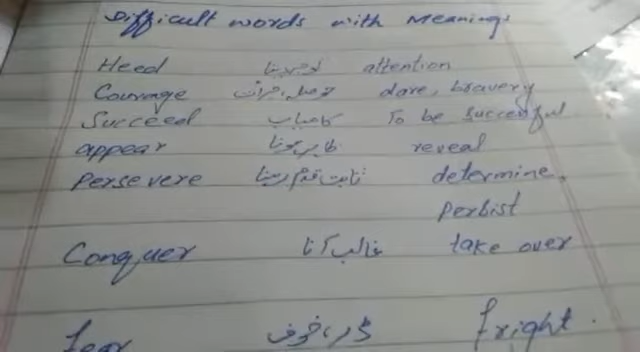 Difficult words with Meanings
Heed توجہ دینا attention
Courage حوصلہ، جرأت dare, bravery
Succeed کامیاب To be successful
appear ظاہر ہونا reveal
persevere ثابت قدم رہنا determine,
perbist
Conquer غالب آنا take over
fear ڈر، خوف fright.